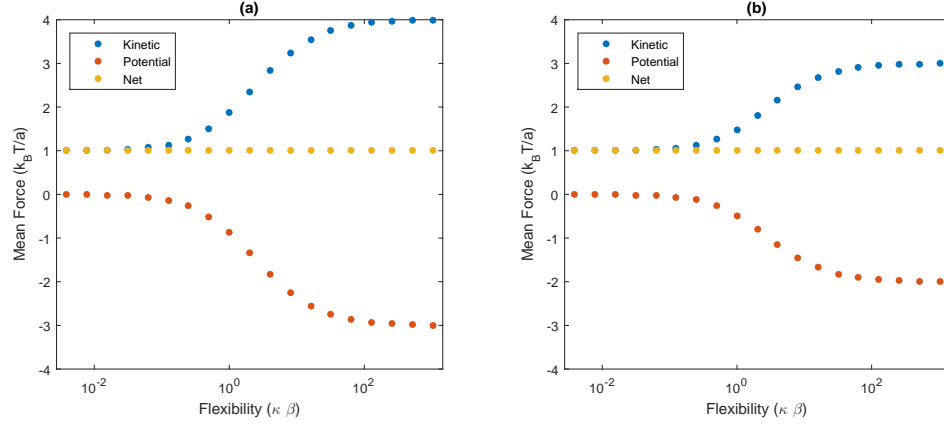 (a)
Kinetic
Potential
Net
4
3
2
1
0
-1
-2
-3
-4
Mean Force (k_B T/a)
10^-2
10^0
10^2
Flexibility (κ β)
(b)
Kinetic
Potential
Net
4
3
2
1
0
-1
-2
-3
-4
Mean Force (k_B T/a)
10^-2
10^0
10^2
Flexibility (κ β)